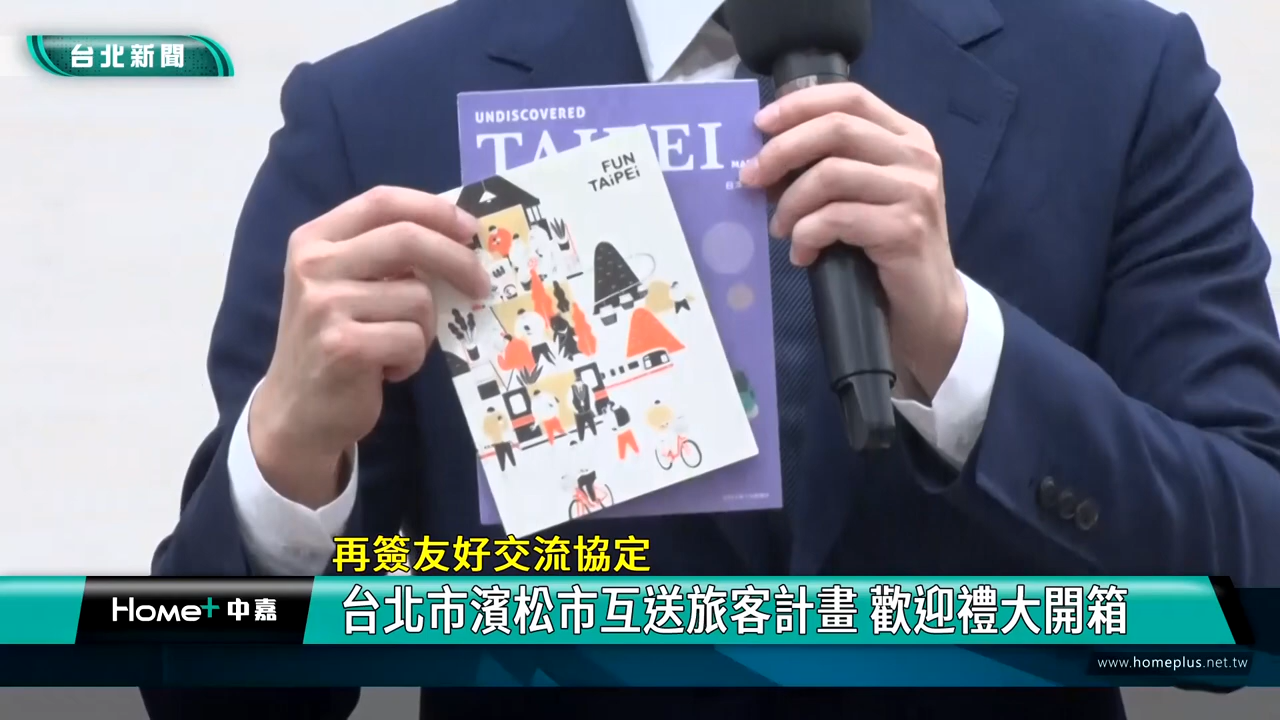 台北新聞
UNDISCOVERED
TAIPEI
FUN
TAiPEi
再簽友好交流協定
Home+ 中嘉
台北市濱松市互送旅客計畫 歡迎禮大開箱
www.homeplus.net.tw